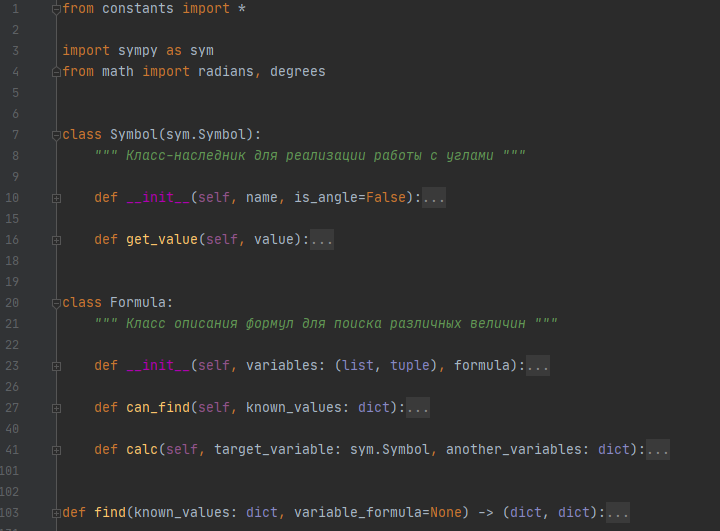 1 from constants import *
2
3 import sympy as sym
4 from math import radians, degrees
5
6
7 class Symbol(sym.Symbol):
8 """ Класс-наследник для реализации работы с углами """
9
10 def __init__(self, name, is_angle=False):...
15
16 def get_value(self, value):...
18
19
20 class Formula:
21 """ Класс описания формул для поиска различных величин """
22
23 def __init__(self, variables: (list, tuple), formula):...
26
27 def can_find(self, known_values: dict):...
40
41 def calc(self, target_variable: sym.Symbol, another_variables: dict):...
101
102
103 def find(known_values: dict, variable_formula=None) -> (dict, dict):...